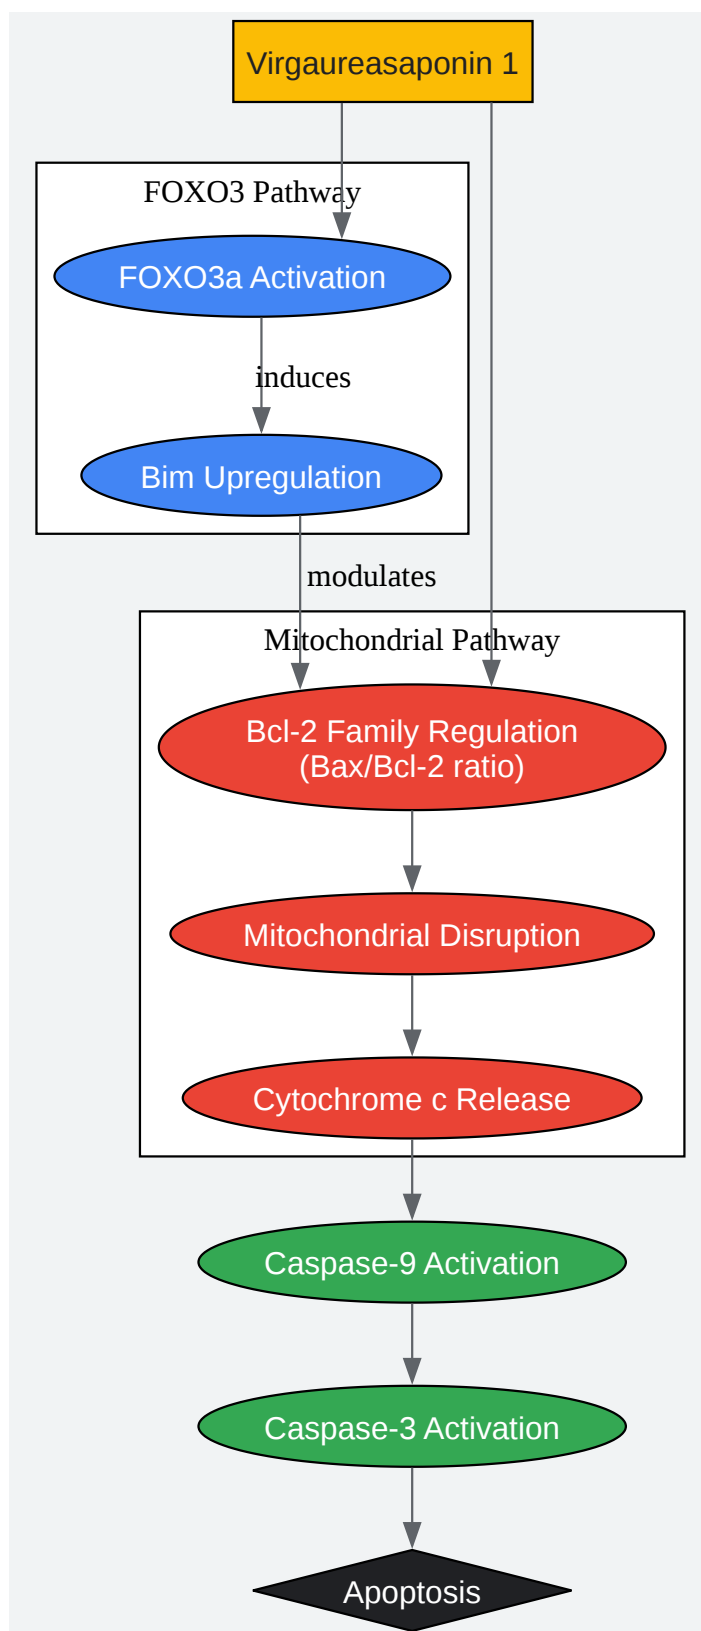 Virgaureasaponin 1
FOXO3 Pathway
FOXO3a Activation
induces
Bim Upregulation
modulates
Mitochondrial Pathway
Bcl-2 Family Regulation
(Bax/Bcl-2 ratio)
Mitochondrial Disruption
Cytochrome c Release
Caspase-9 Activation
Caspase-3 Activation
Apoptosis